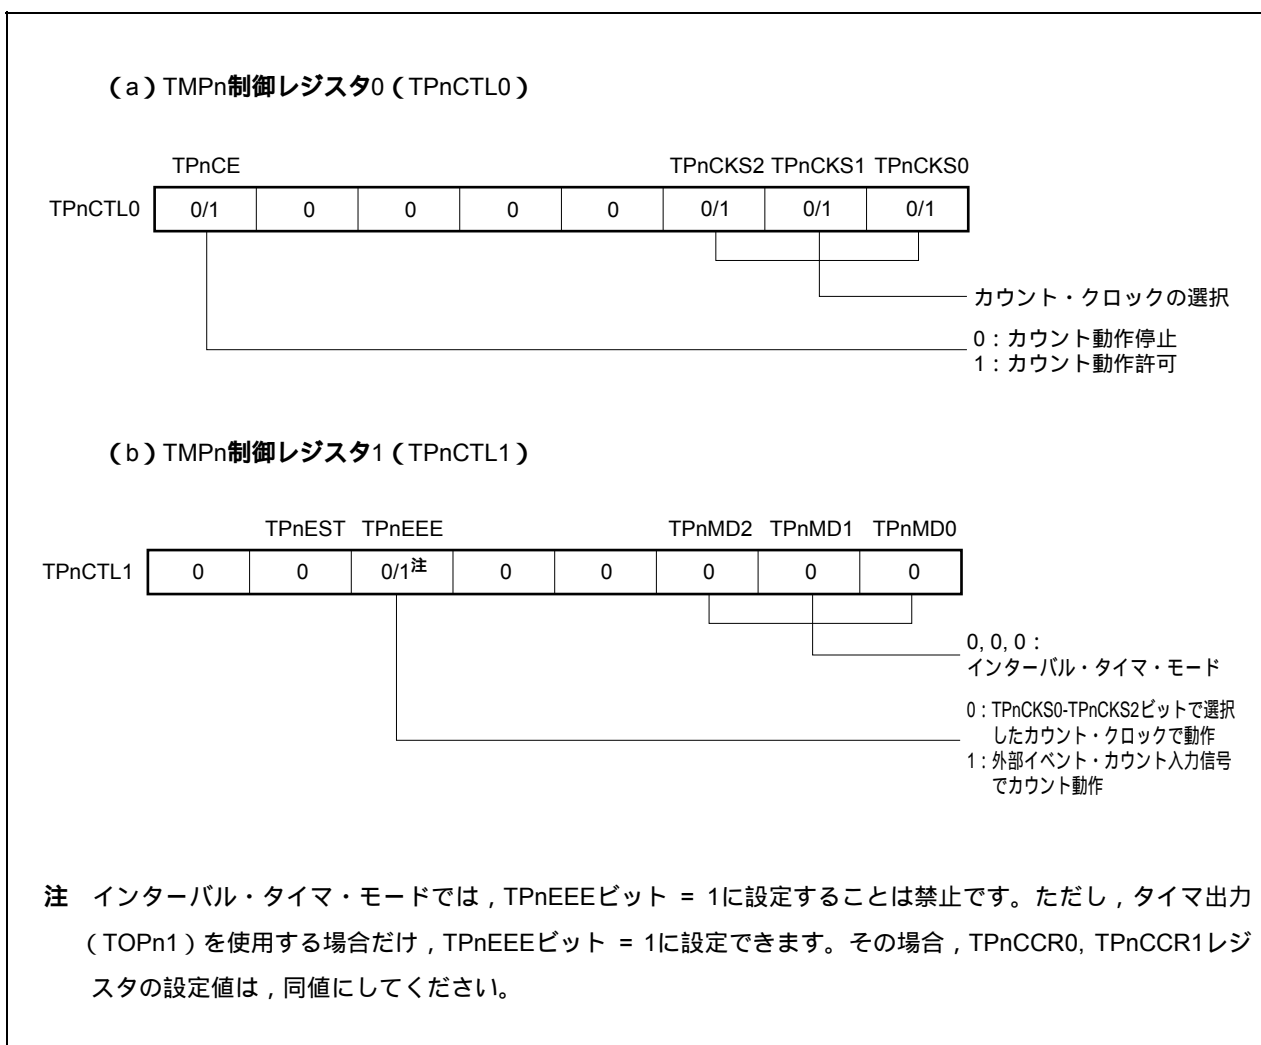 （a）TMPn制御レジスタ0（TPnCTL0）
TPnCE TPnCKS2 TPnCKS1 TPnCKS0
TPnCTL0 0/1 0 0 0 0 0/1 0/1 0/1
カウント・クロックの選択
0：カウント動作停止
1：カウント動作許可
（b）TMPn制御レジスタ1（TPnCTL1）
TPnEST TPnEEE TPnMD2 TPnMD1 TPnMD0
TPnCTL1 0 0 0/1注 0 0 0 0 0
0, 0, 0：
インターバル・タイマ・モード
0：TPnCKS0-TPnCKS2ビットで選択
したカウント・クロックで動作
1：外部イベント・カウント入力信号
でカウント動作
注 インターバル・タイマ・モードでは，TPnEEEビット = 1に設定することは禁止です。ただし，タイマ出力
（TOPn1）を使用する場合だけ，TPnEEEビット = 1に設定できます。その場合，TPnCCR0, TPnCCR1レジ
スタの設定値は，同値にしてください。